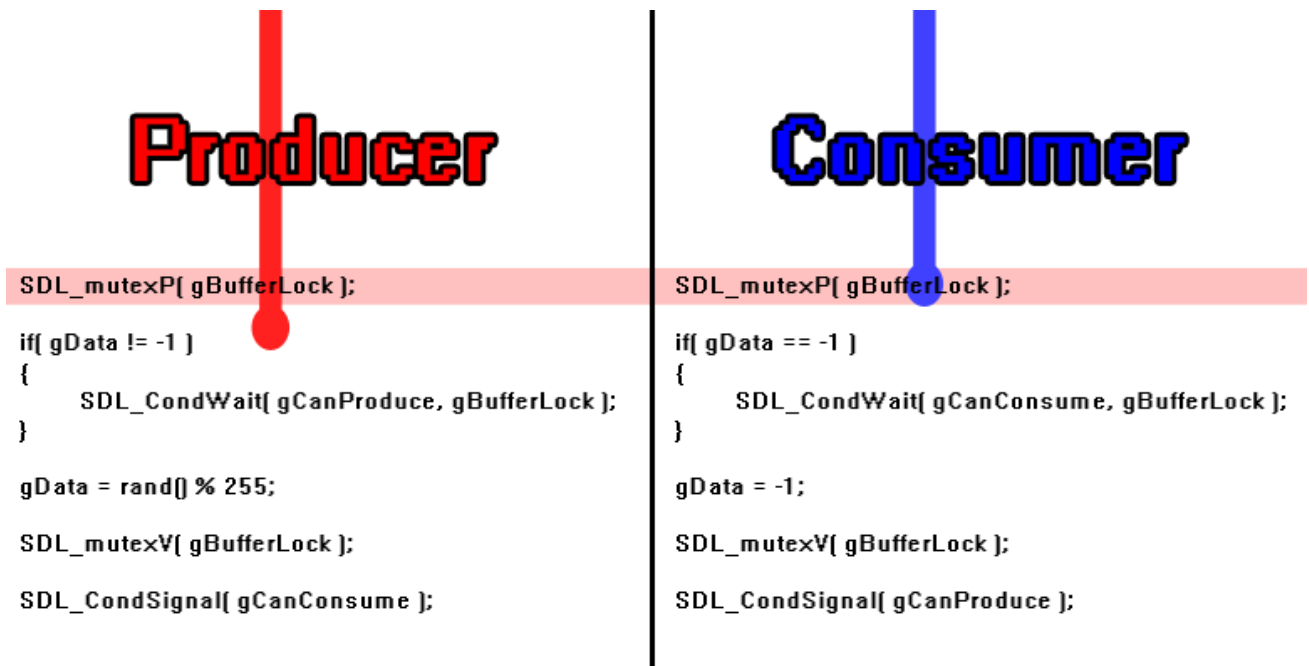 Producer
SDL_mutexP( gBufferLock );
if( gData != -1 )
{
SDL_CondWait( gCanProduce, gBufferLock );
}
gData = rand() % 255;
SDL_mutexV( gBufferLock );
SDL_CondSignal( gCanConsume );
Consumer
SDL_mutexP( gBufferLock );
if( gData == -1 )
{
SDL_CondWait( gCanConsume, gBufferLock );
}
gData = -1;
SDL_mutexV( gBufferLock );
SDL_CondSignal( gCanProduce );